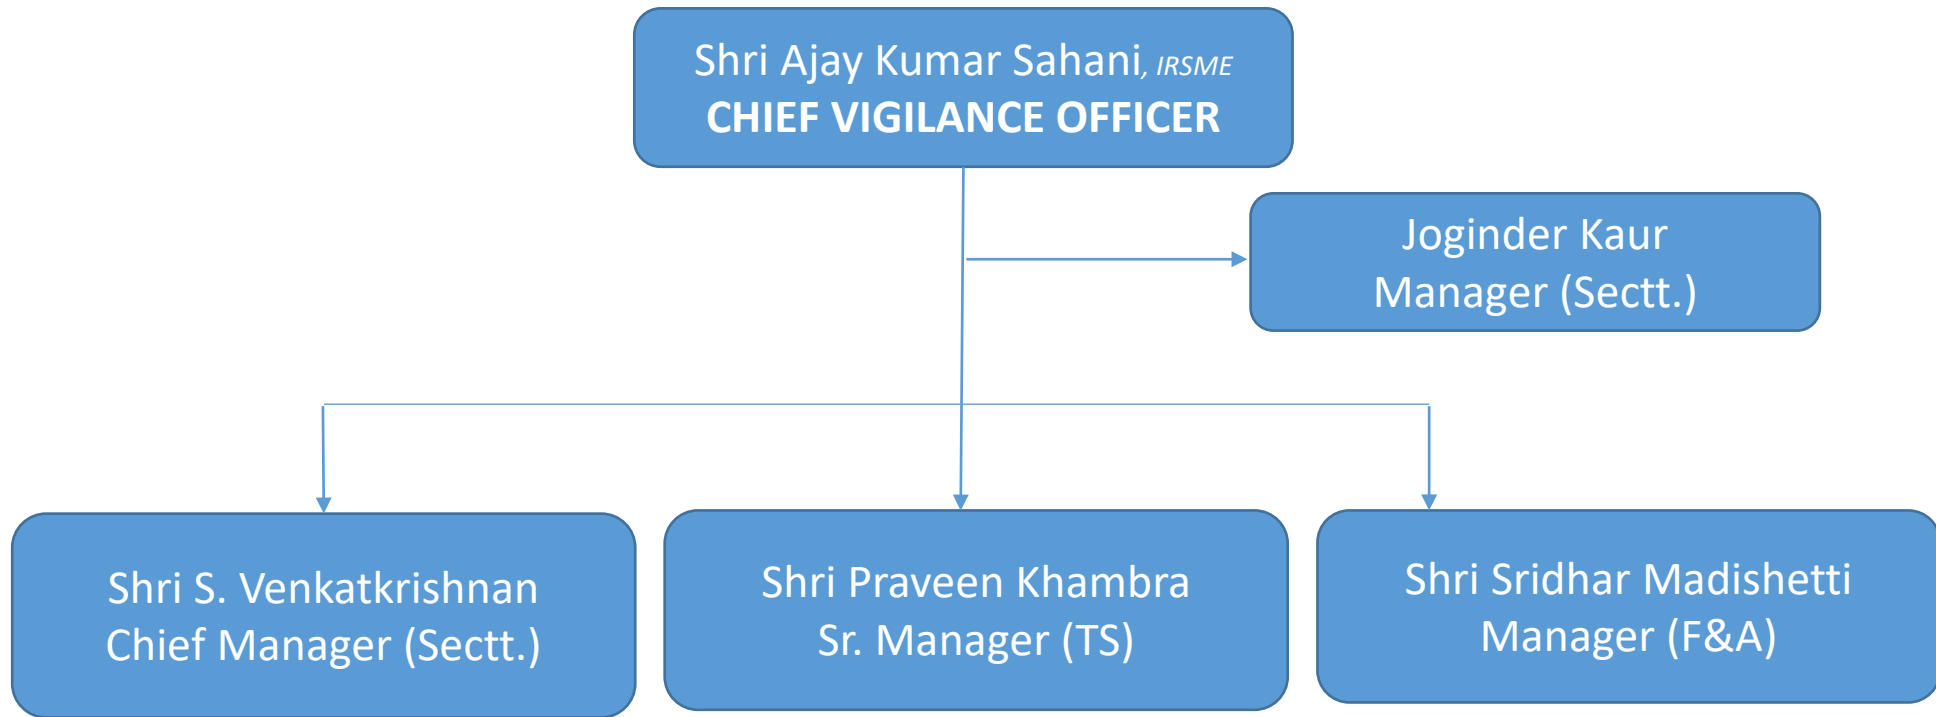 Shri Ajay Kumar Sahani, IRSME
CHIEF VIGILANCE OFFICER
Joginder Kaur
Manager (Sectt.)
Shri S. Venkatkrishnan
Chief Manager (Sectt.)
Shri Praveen Khambra
Sr. Manager (TS)
Shri Sridhar Madishetti
Manager (F&A)